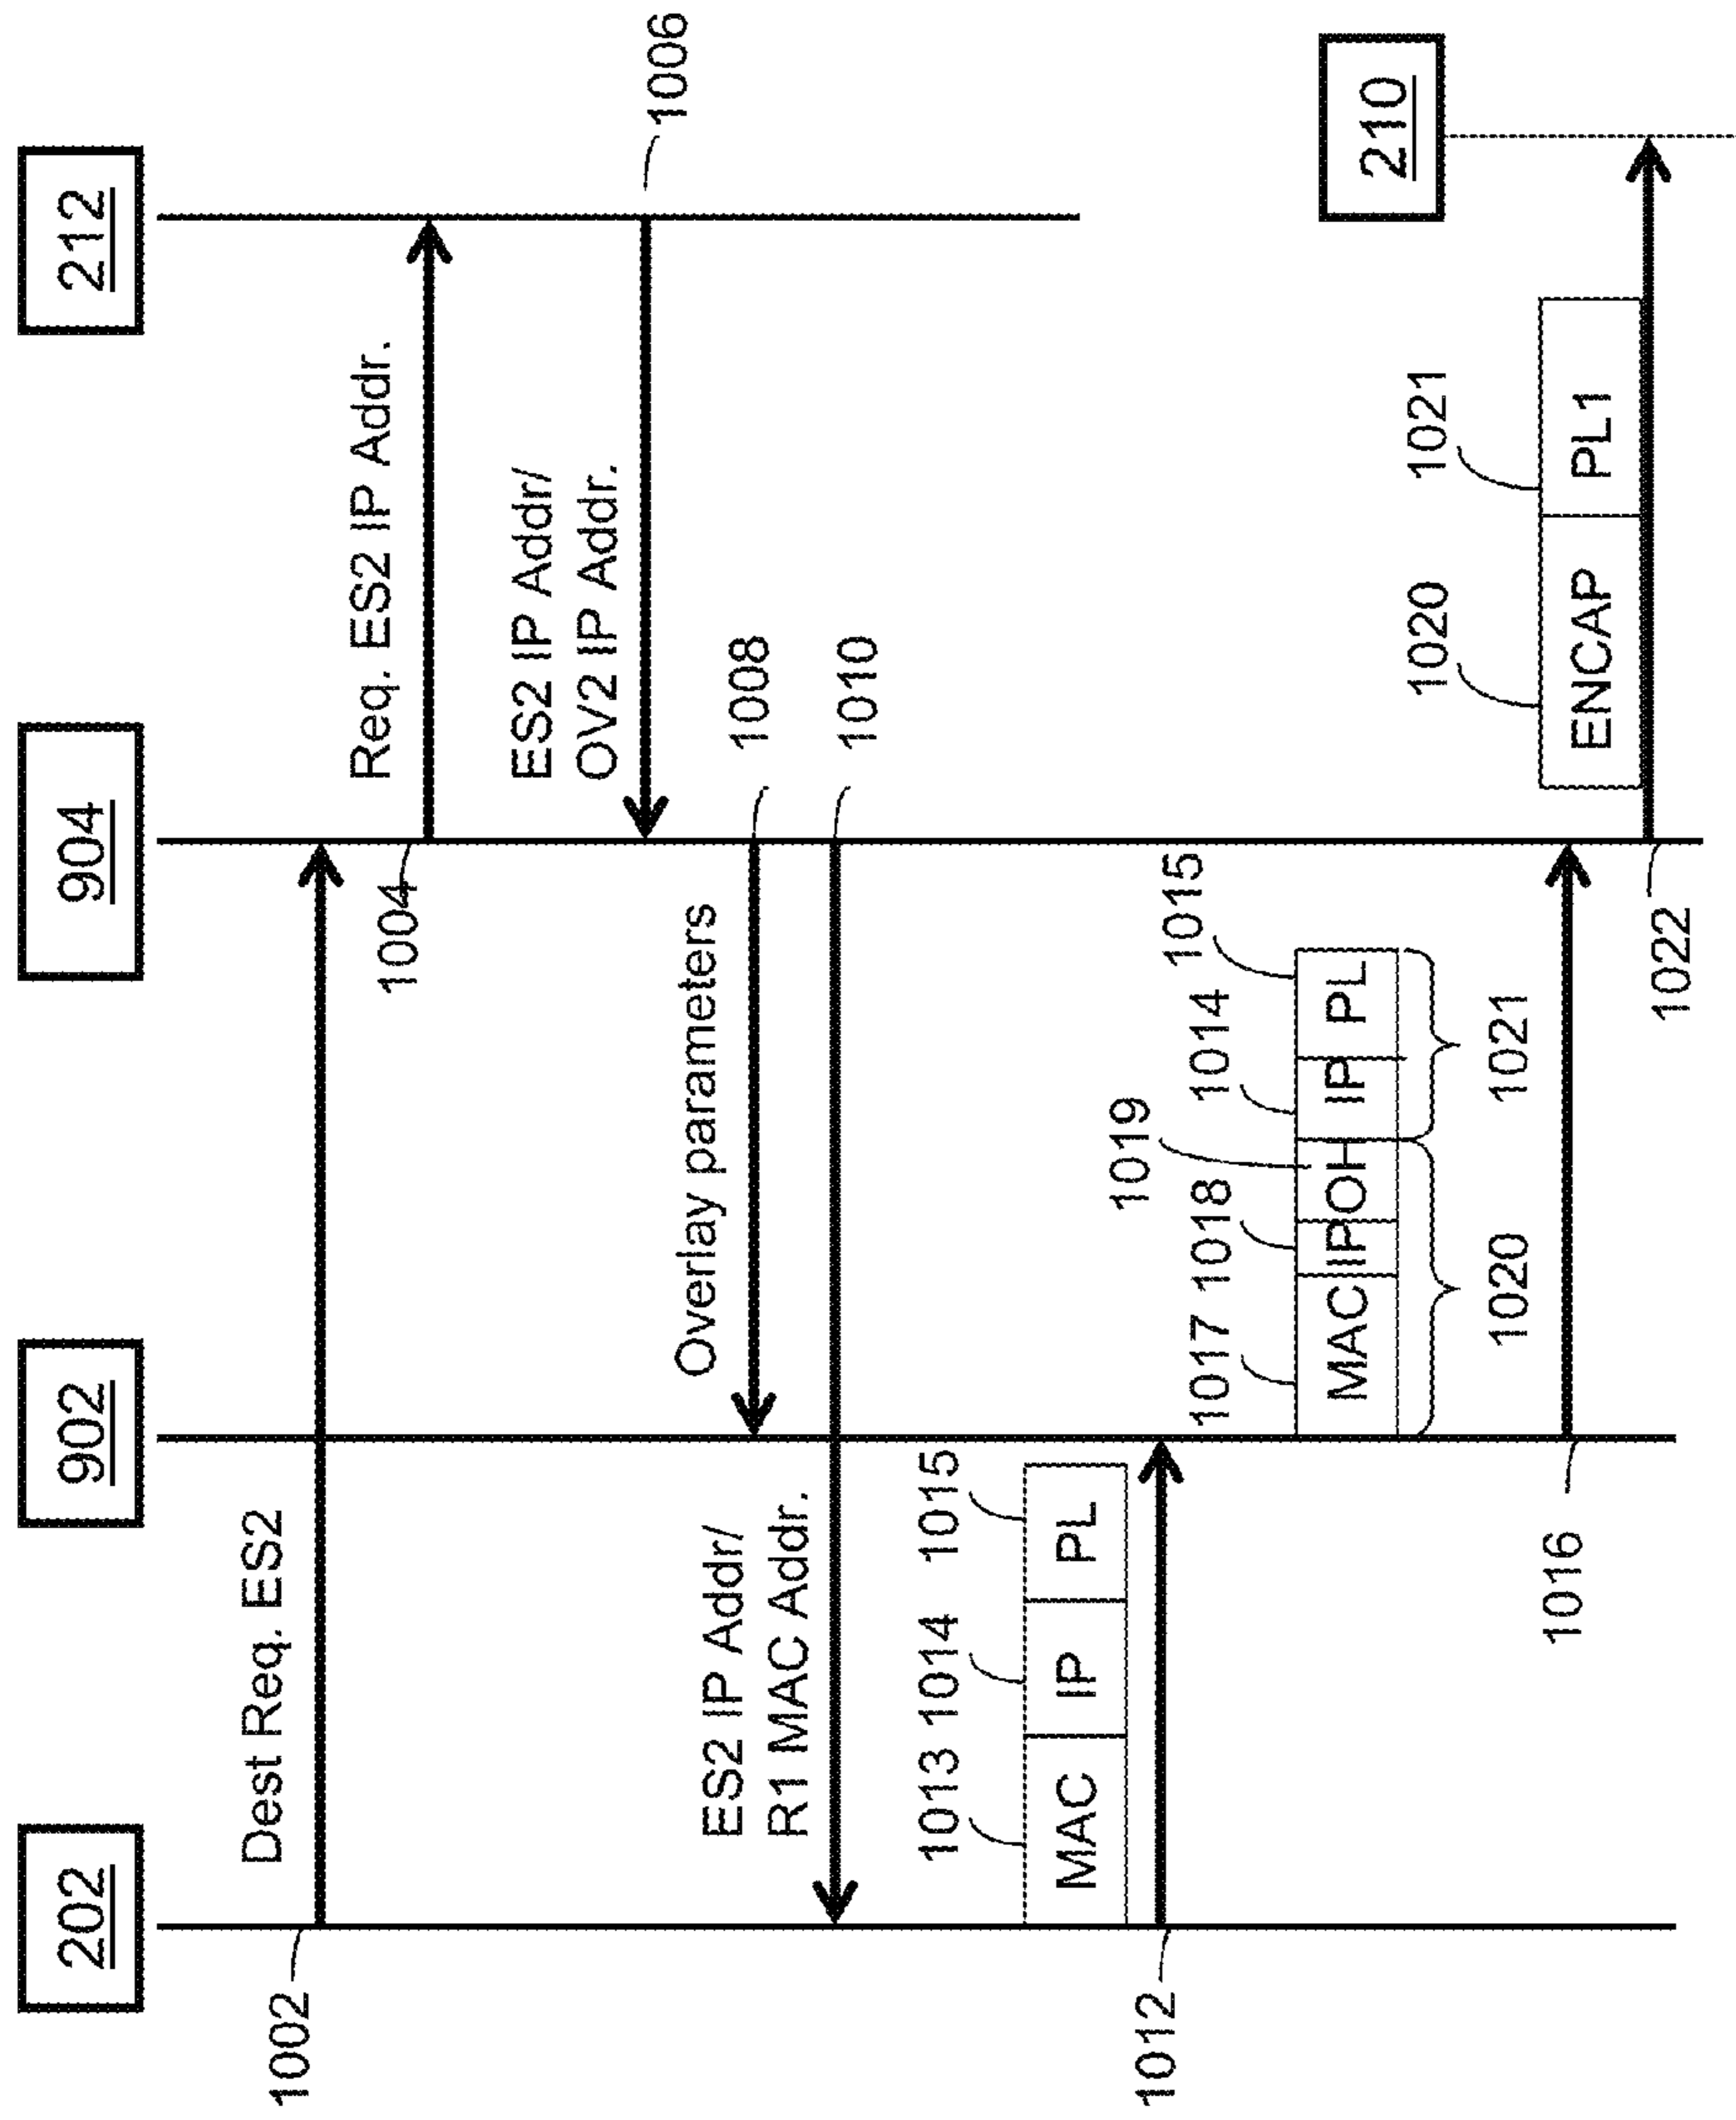 202
902
904
212
1002
Dest Req. ES2
1004
Req. ES2 IP Addr.
ES2 IP Addr/
OV2 IP Addr.
1006
Overlay parameters
1008
ES2 IP Addr/
R1 MAC Addr.
1010
1013 1014 1015
MAC IP PL
1012
1019
1017 1018 1014 1015
MAC IP OH IP PL
1020 1021
1016
210
1020 1021
ENCAP PL1
1022